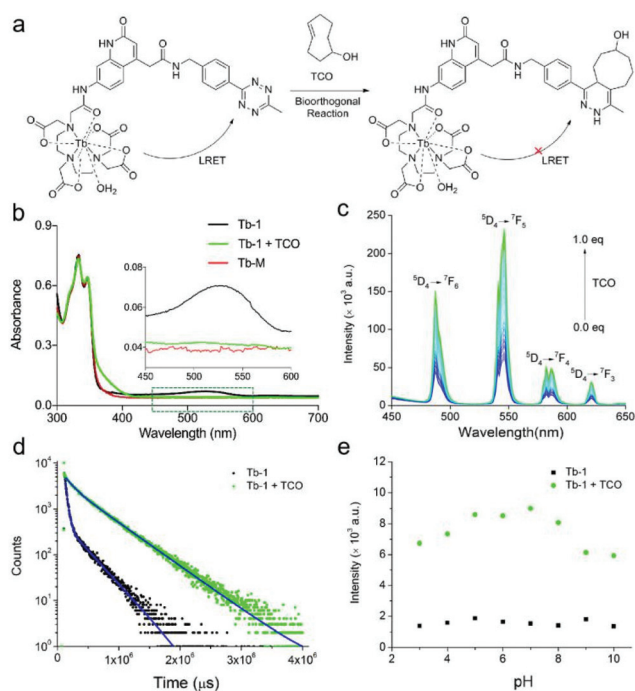 a
O
HN
O
N
H
NH
O
N N
N N
OH
TCO
Bioorthogonal
Reaction
LRET
Tb
OH2
O
HN
O
N
H
OH
N
N
H
NH
O
LRET
Tb
OH2
b
Tb-1
Tb-1 + TCO
Tb-M
Absorbance
0.9
0.6
0.3
0.0
0.08
0.06
0.04
450 500 550 600
300 400 500 600 700
Wavelength (nm)
c
Intensity (× 10³ a.u.)
250
200
150
100
50
0
⁵D₄→⁷F₅
⁵D₄→⁷F₆
⁵D₄→⁷F₄
⁵D₄→⁷F₃
1.0 eq
TCO
0.0 eq
450 500 550 600 650
Wavelength(nm)
d
Tb-1
Tb-1 + TCO
Counts
10⁴
10³
10²
10¹
10⁰
0 1x10⁶ 2x10⁶ 3x10⁶ 4x10⁶
Time (μs)
e
Tb-1
Tb-1 + TCO
Intensity (× 10³ a.u.)
12
10
8
6
4
2
0
2 4 6 8 10
pH